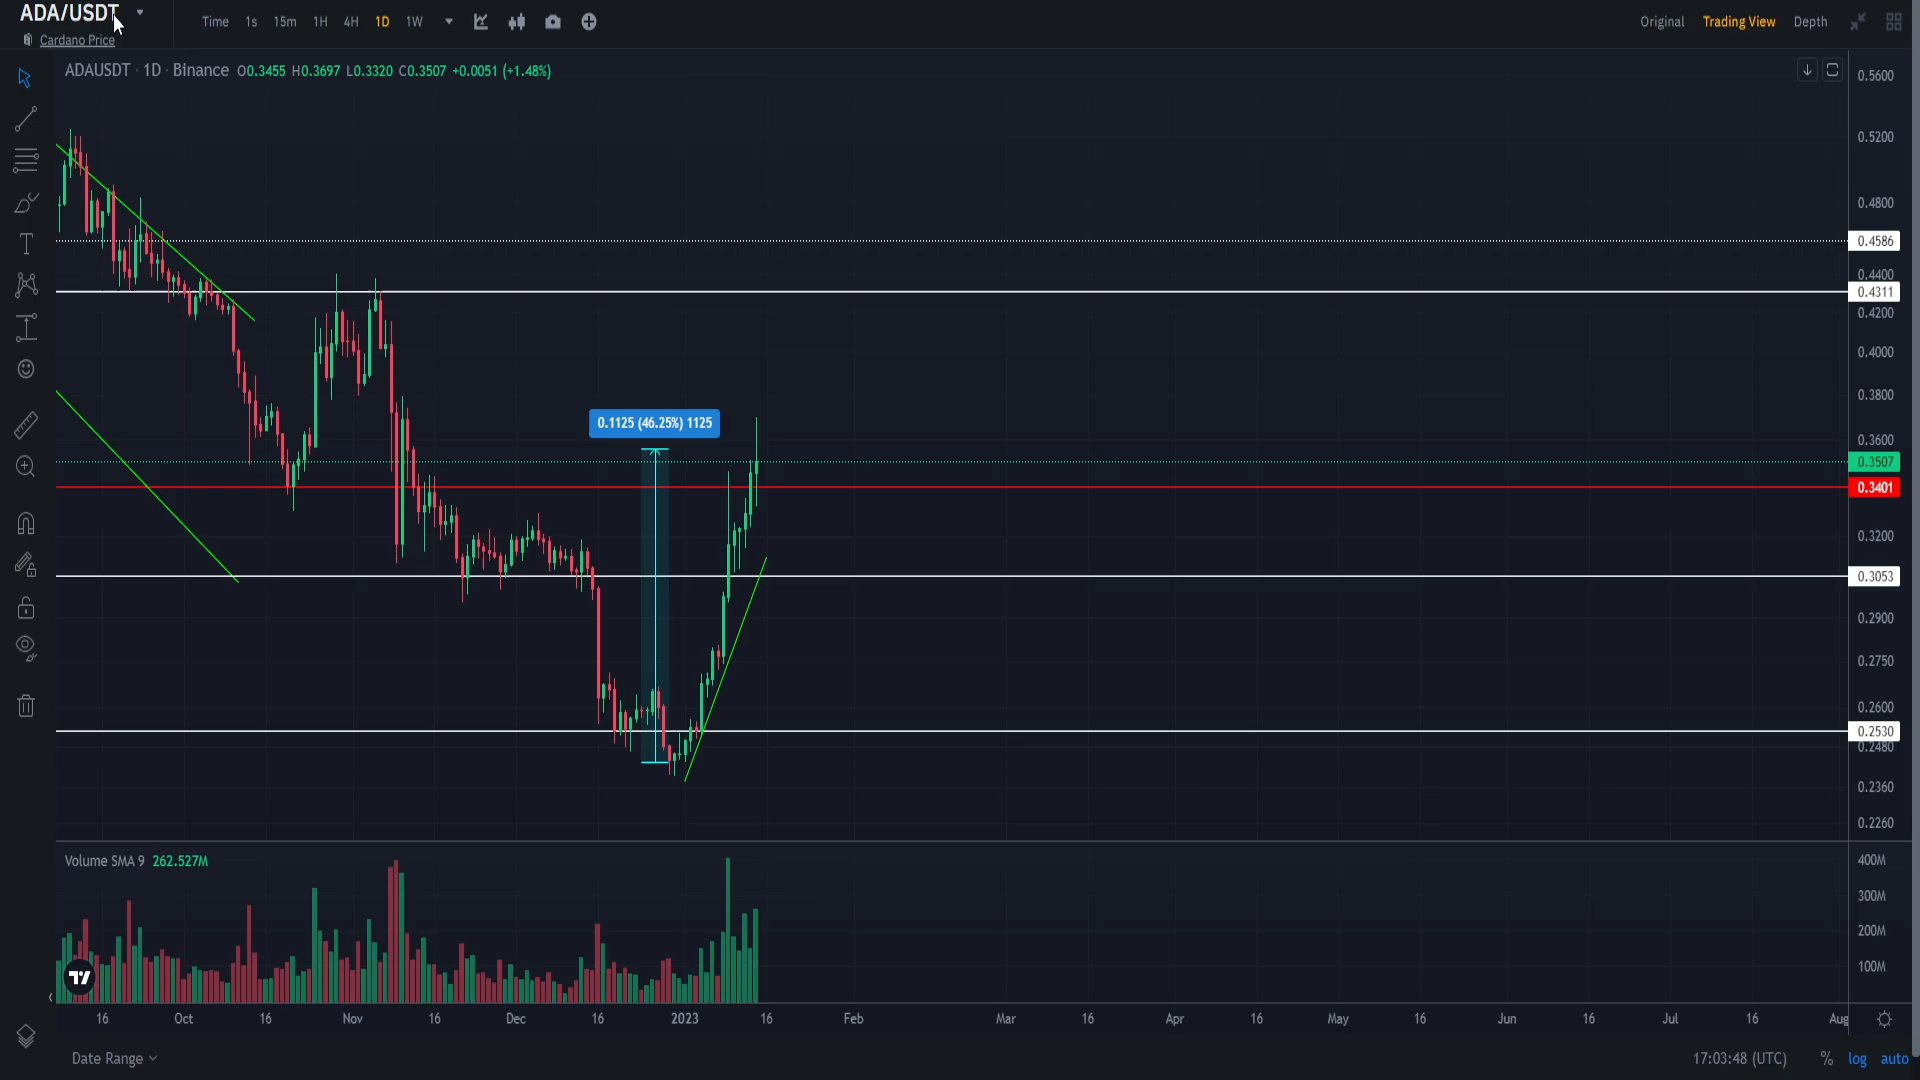 ADA/USDT
Cardano Price
Time 1s 15m 1H 4H 1D 1W
Original Trading View Depth
ADAUSDT · 1D · Binance O0.3455 H0.3697 L0.3320 C0.3507 +0.0051 (+1.48%)
0.5600
0.5200
0.4800
0.4586
0.4400
0.4311
0.4200
0.4000
0.3800
0.1125 (46.25%) 1125
0.3600
0.3507
0.3401
0.3200
0.3053
0.2900
0.2750
0.2600
0.2530
0.2480
0.2360
0.2260
Volume SMA 9 262.527M
400M
300M
200M
100M
16 Oct 16 Nov 16 Dec 16 2023 16 Feb Mar 16 Apr 16 May 16 Jun 16 Jul 16 Aug
Date Range 17:03:48 (UTC) % log auto